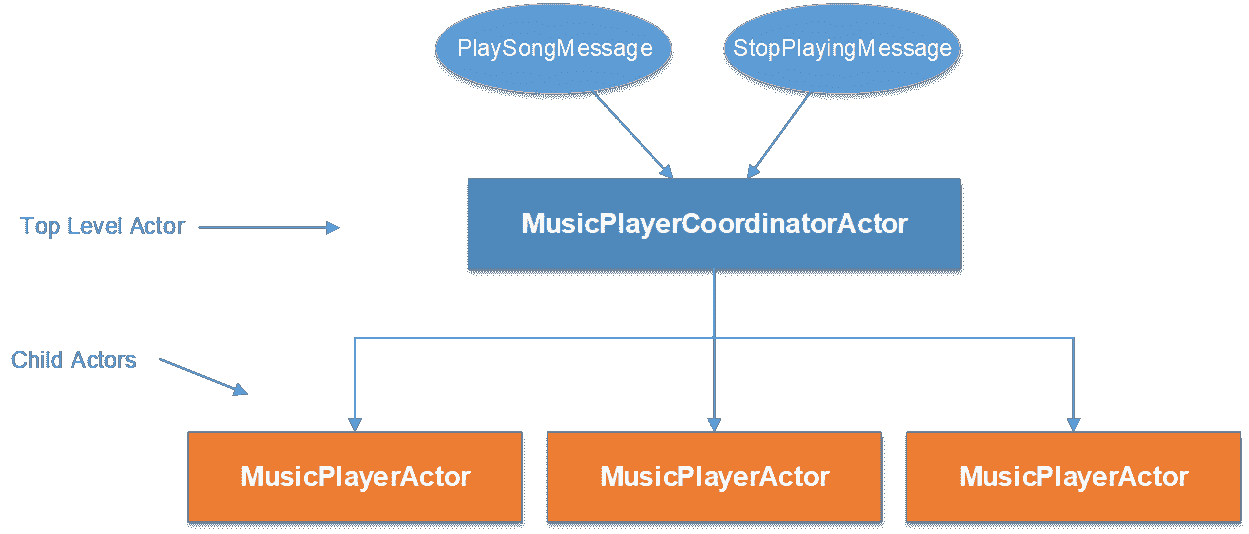 PlaySongMessage
StopPlayingMessage
Top Level Actor
MusicPlayerCoordinatorActor
Child Actors
MusicPlayerActor
MusicPlayerActor
MusicPlayerActor